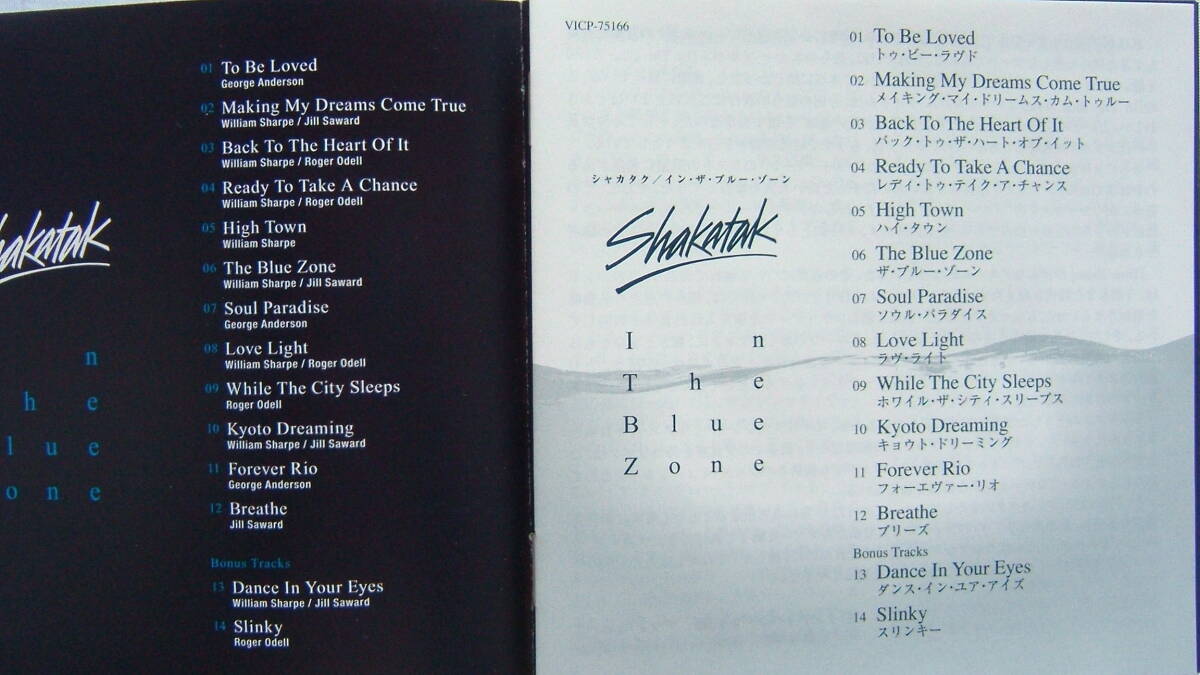 hakatak
n
h e
l u e
o n e
01 To Be Loved
George Anderson
02 Making My Dreams Come True
William Sharpe / Jill Saward
03 Back To The Heart Of It
William Sharpe / Roger Odell
04 Ready To Take A Chance
William Sharpe / Roger Odell
05 High Town
William Sharpe
06 The Blue Zone
William Sharpe / Jill Saward
07 Soul Paradise
George Anderson
08 Love Light
William Sharpe / Roger Odell
09 While The City Sleeps
Roger Odell
10 Kyoto Dreaming
William Sharpe / Jill Saward
11 Forever Rio
George Anderson
12 Breathe
Jill Saward
Bonus Tracks
13 Dance In Your Eyes
William Sharpe / Jill Saward
14 Slinky
Roger Odell
VICP-75166
シャカタク/イン・ザ・ブルー・ゾーン
Shakatak
I n
T h e
B l u e
Z o n e
01 To Be Loved
トゥ・ビー・ラヴド
02 Making My Dreams Come True
メイキング・マイ・ドリームス・カム・トゥルー
03 Back To The Heart Of It
バック・トゥ・ザ・ハート・オブ・イット
04 Ready To Take A Chance
レディ・トゥ・テイク・ア・チャンス
05 High Town
ハイ・タウン
06 The Blue Zone
ザ・ブルー・ゾーン
07 Soul Paradise
ソウル・パラダイス
08 Love Light
ラヴ・ライト
09 While The City Sleeps
ホワイル・ザ・シティ・スリープス
10 Kyoto Dreaming
キョウト・ドリーミング
11 Forever Rio
フォーエヴァー・リオ
12 Breathe
ブリーズ
Bonus Tracks
13 Dance In Your Eyes
ダンス・イン・ユア・アイズ
14 Slinky
スリンキー